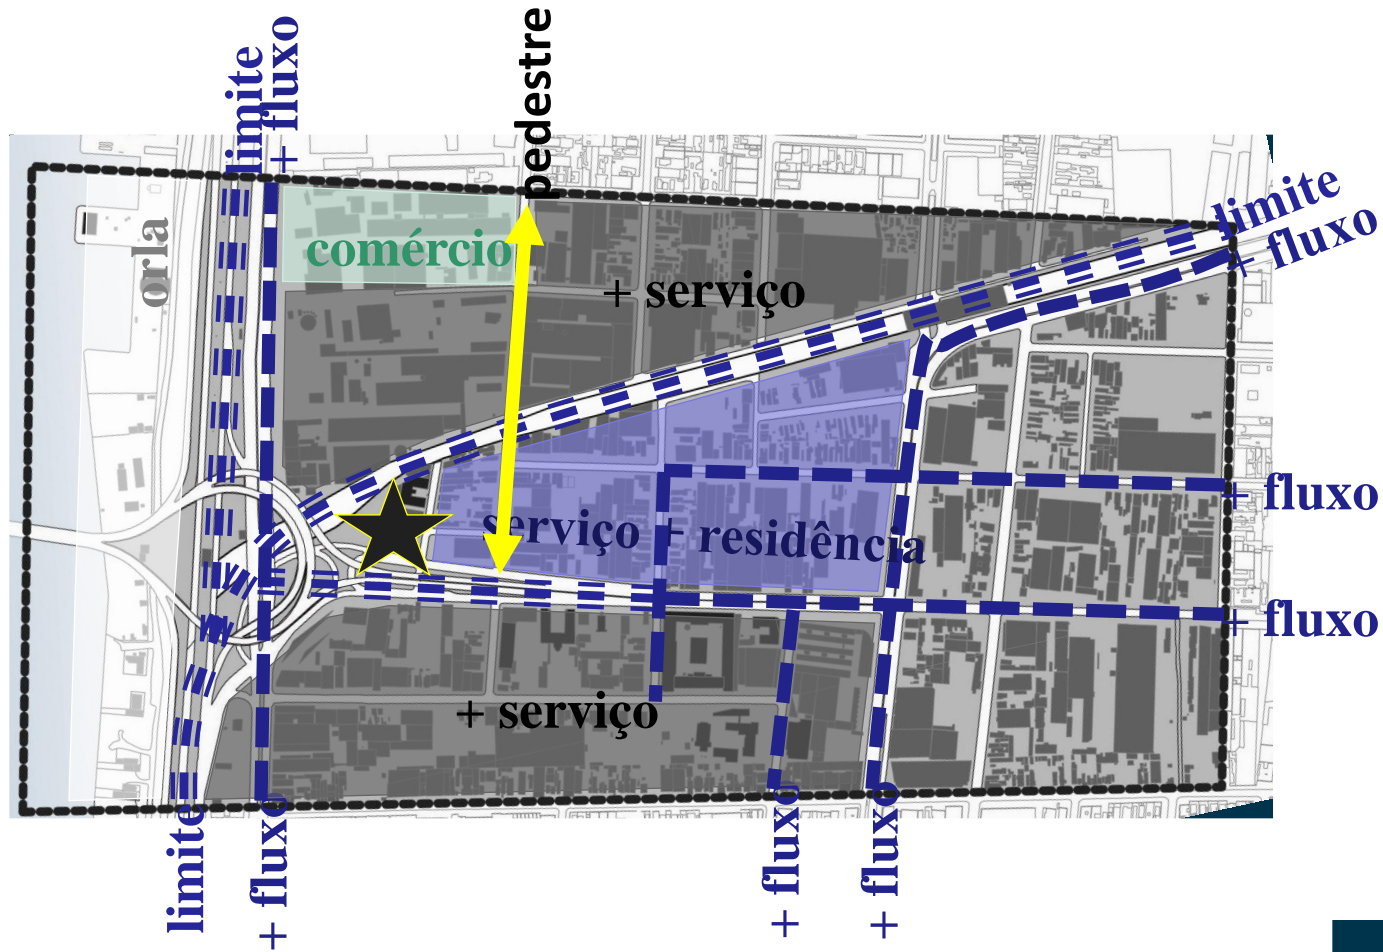 pedestre
limite
+ fluxo
limite
+ fluxo
orla
comércio
+ serviço
serviço + residência
+ fluxo
+ fluxo
+ serviço
limite
+ fluxo
+ fluxo
+ fluxo